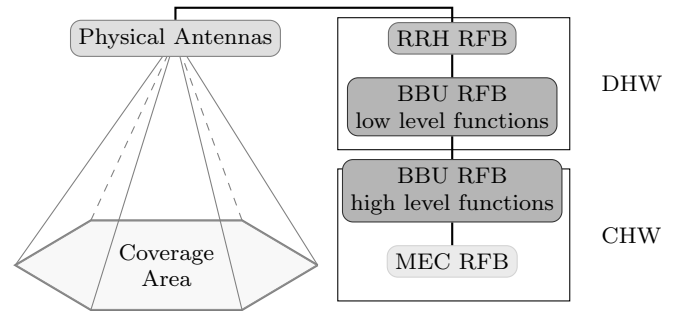 Physical Antennas
RRH RFB
BBU RFB
low level functions
DHW
BBU RFB
high level functions
CHW
MEC RFB
Coverage
Area